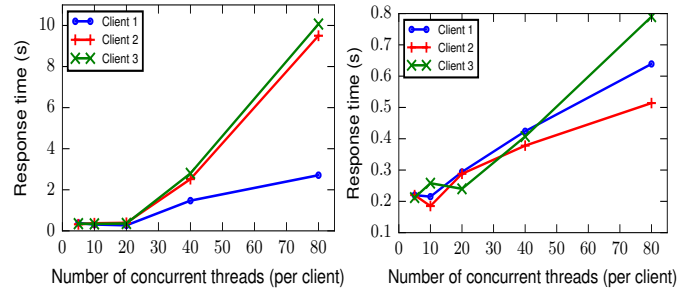 Response time (s)
10
8
6
4
2
0
Client 1
Client 2
Client 3
0 10 20 30 40 50 60 70 80
Number of concurrent threads (per client)
Response time (s)
0.8
0.7
0.6
0.5
0.4
0.3
0.2
0.1
Client 1
Client 2
Client 3
0 10 20 30 40 50 60 70 80
Number of concurrent threads (per client)